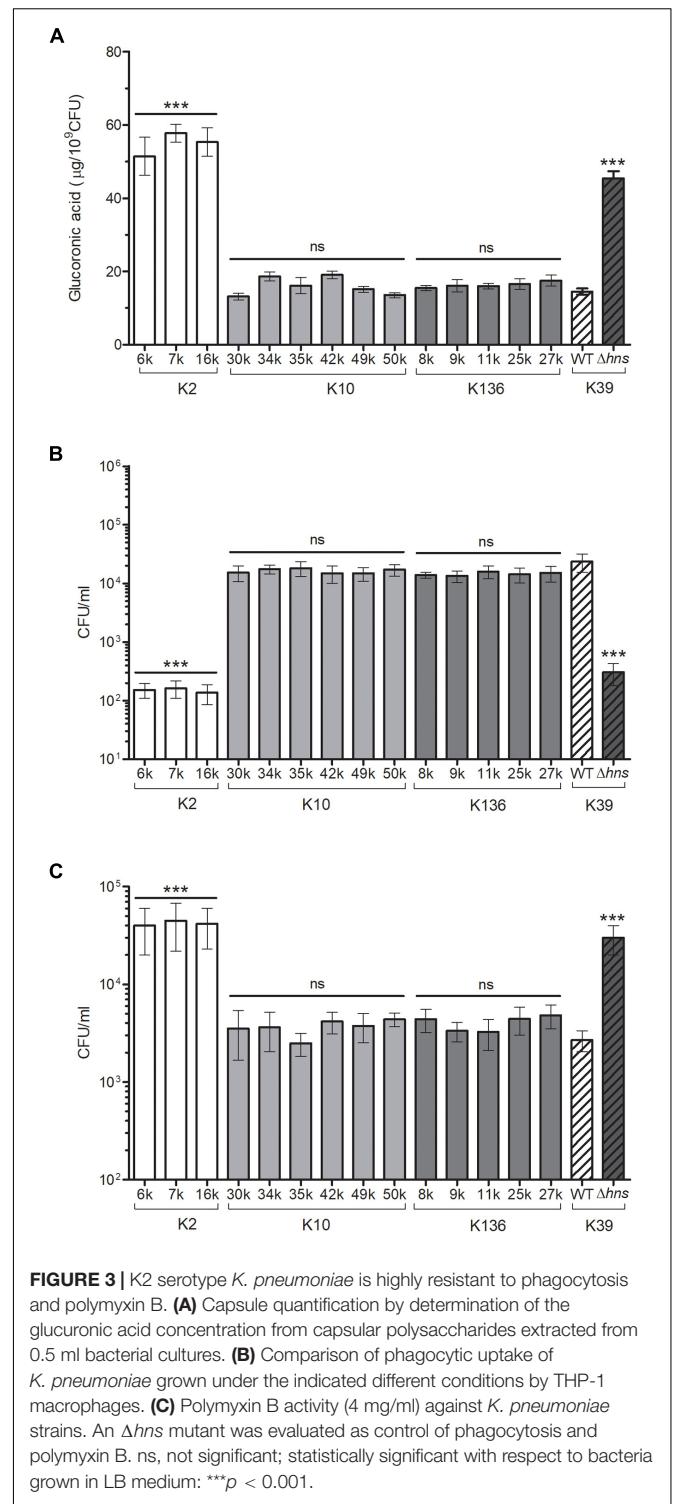 A
80
60
40
20
0
Glucoronic acid ( µg/10⁹CFU)
***
ns
ns
***
6k 7k 16k 30k 34k 35k 42k 49k 50k 8k 9k 11k 25k 27k WT Δhns
K2 K10 K136 K39
B
10⁶
10⁵
10⁴
10³
10²
10¹
CFU/ml
***
ns
ns
***
6k 7k 16k 30k 34k 35k 42k 49k 50k 8k 9k 11k 25k 27k WT Δhns
K2 K10 K136 K39
C
10⁵
10⁴
10³
10²
CFU/ml
***
ns
ns
***
6k 7k 16k 30k 34k 35k 42k 49k 50k 8k 9k 11k 25k 27k WT Δhns
K2 K10 K136 K39
FIGURE 3 | K2 serotype K. pneumoniae is highly resistant to phagocytosis
and polymyxin B. (A) Capsule quantification by determination of the
glucuronic acid concentration from capsular polysaccharides extracted from
0.5 ml bacterial cultures. (B) Comparison of phagocytic uptake of
K. pneumoniae grown under the indicated different conditions by THP-1
macrophages. (C) Polymyxin B activity (4 mg/ml) against K. pneumoniae
strains. An Δhns mutant was evaluated as control of phagocytosis and
polymyxin B. ns, not significant; statistically significant with respect to bacteria
grown in LB medium: ***p < 0.001.